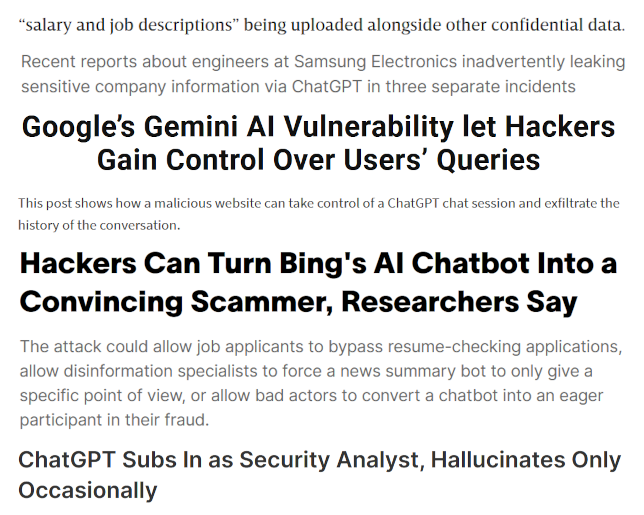 “salary and job descriptions” being uploaded alongside other confidential data.
Recent reports about engineers at Samsung Electronics inadvertently leaking
sensitive company information via ChatGPT in three separate incidents
Google’s Gemini AI Vulnerability let Hackers
Gain Control Over Users’ Queries
This post shows how a malicious website can take control of a ChatGPT chat session and exfiltrate the
history of the conversation.
Hackers Can Turn Bing's AI Chatbot Into a
Convincing Scammer, Researchers Say
The attack could allow job applicants to bypass resume-checking applications,
allow disinformation specialists to force a news summary bot to only give a
specific point of view, or allow bad actors to convert a chatbot into an eager
participant in their fraud.
ChatGPT Subs In as Security Analyst, Hallucinates Only
Occasionally